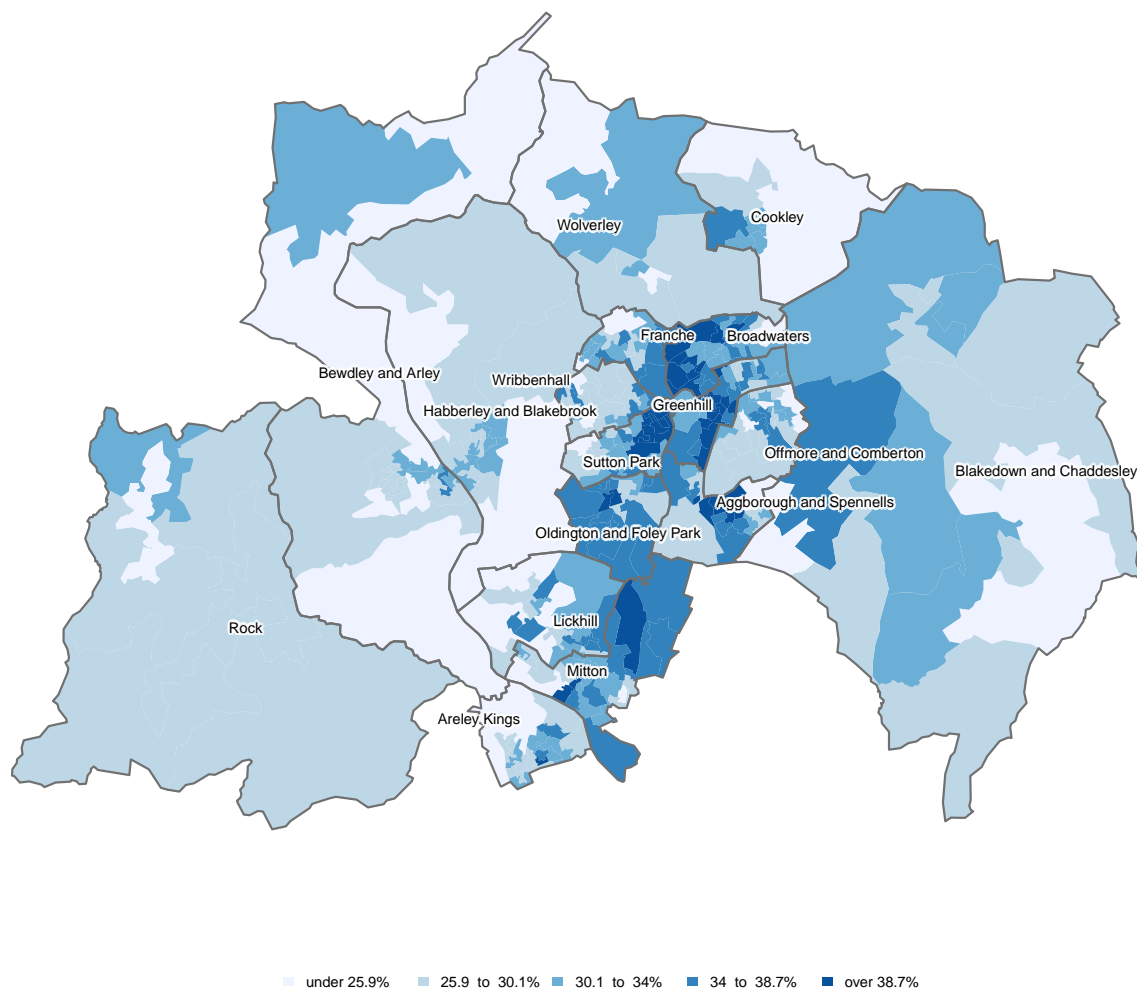 Cookley
Wolverley
Franche
Broadwaters
Bewdley and Arley
Wribbenhall
Habberley and Blakebrook
Greenhill
Sutton Park
Offmore and Comberton
Blakedown and Chaddesley
Aggborough and Spennells
Oldington and Foley Park
Rock
Lickhill
Mitton
Areley Kings
under 25.9% 25.9 to 30.1% 30.1 to 34% 34 to 38.7% over 38.7%